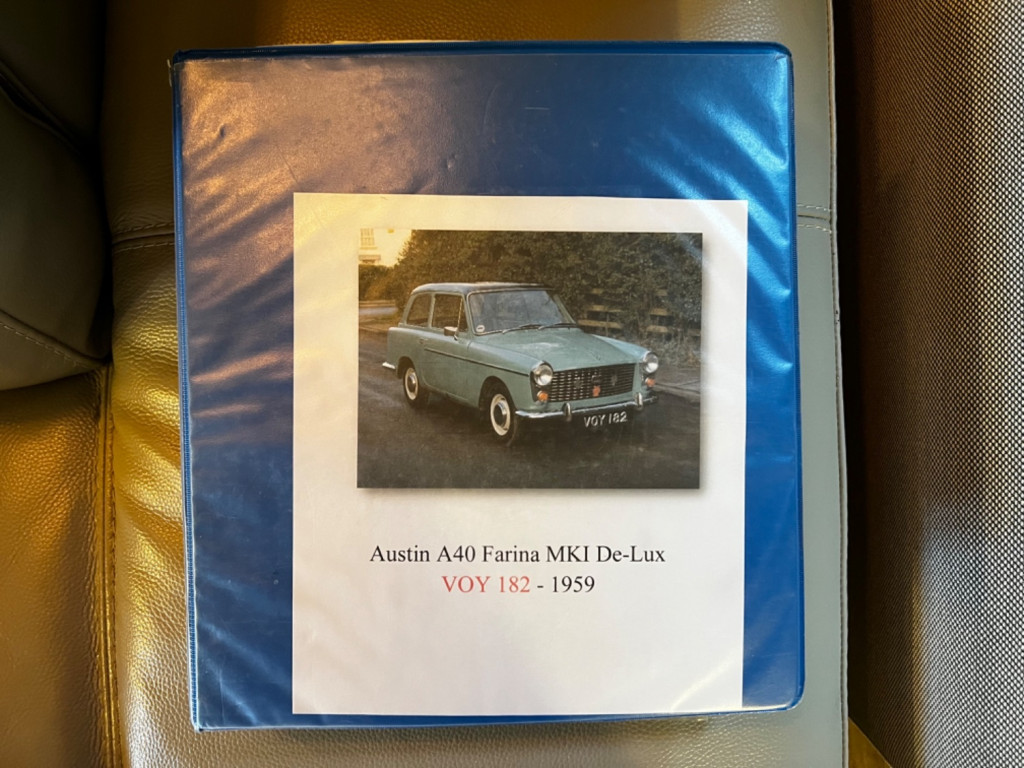 VOY 182
Austin A40 Farina MKI De-Lux
VOY 182 - 1959